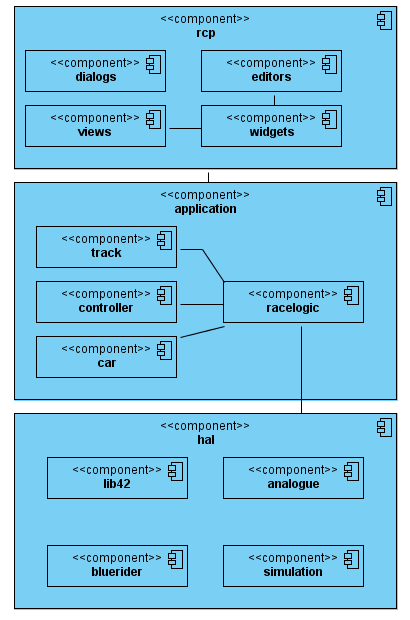 <<component>>
rcp
<<component>>
dialogs
<<component>>
editors
<<component>>
views
<<component>>
widgets
<<component>>
application
<<component>>
track
<<component>>
controller
<<component>>
racelogic
<<component>>
car
<<component>>
hal
<<component>>
lib42
<<component>>
analogue
<<component>>
bluerider
<<component>>
simulation